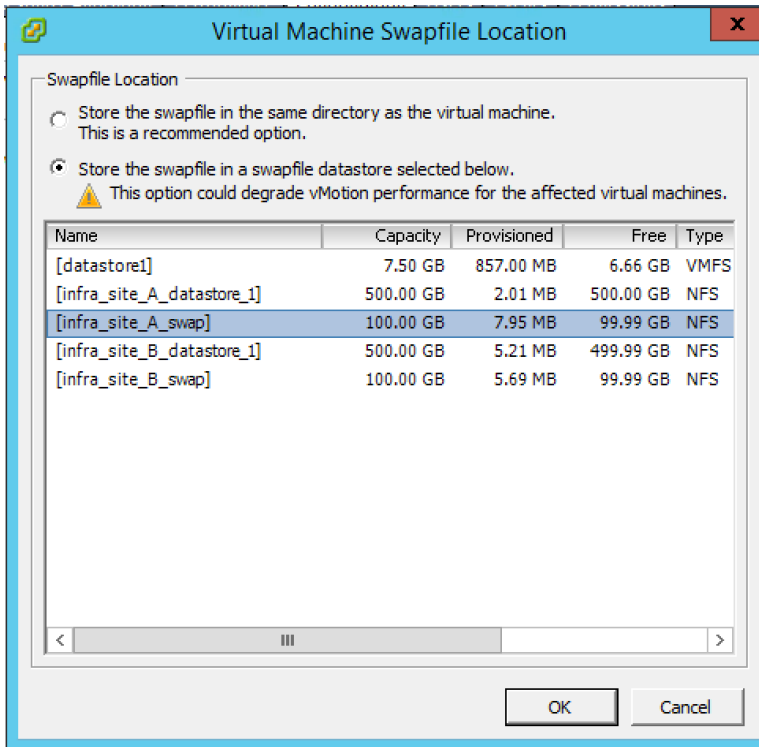 Virtual Machine Swapfile Location
x
Swapfile Location
Store the swapfile in the same directory as the virtual machine.
This is a recommended option.
Store the swapfile in a swapfile datastore selected below.
This option could degrade vMotion performance for the affected virtual machines.
Name Capacity Provisioned Free Type
[datastore1] 7.50 GB 857.00 MB 6.66 GB VMFS
[infra_site_A_datastore_1] 500.00 GB 2.01 MB 500.00 GB NFS
[infra_site_A_swap] 100.00 GB 7.95 MB 99.99 GB NFS
[infra_site_B_datastore_1] 500.00 GB 5.21 MB 499.99 GB NFS
[infra_site_B_swap] 100.00 GB 5.69 MB 99.99 GB NFS
OK Cancel